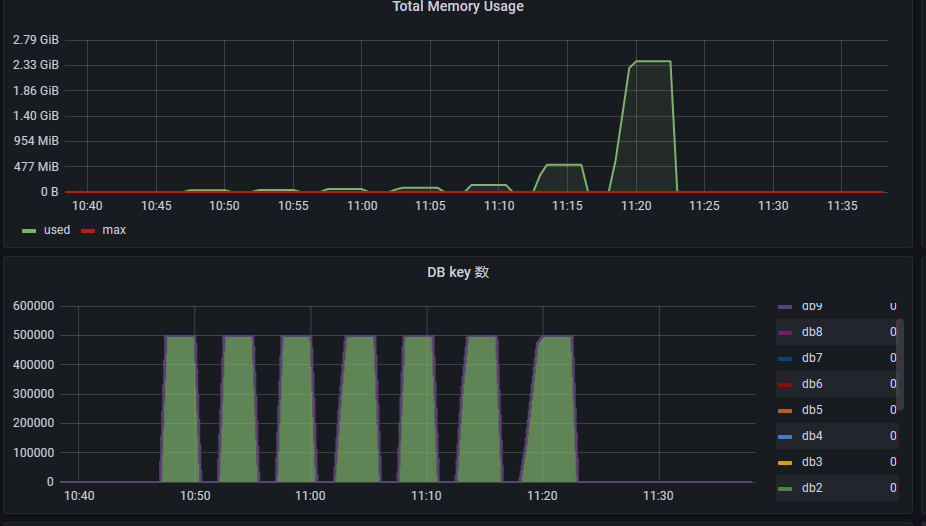 Total Memory Usage
2.79 GiB
2.33 GiB
1.86 GiB
1.40 GiB
954 MiB
477 MiB
0 B
10:40 10:45 10:50 10:55 11:00 11:05 11:10 11:15 11:20 11:25 11:30 11:35
used max
DB key 数
600000
500000
400000
300000
200000
100000
0
10:40 10:50 11:00 11:10 11:20 11:30
db9 0
db8 0
db7 0
db6 0
db5 0
db4 0
db3 0
db2 0